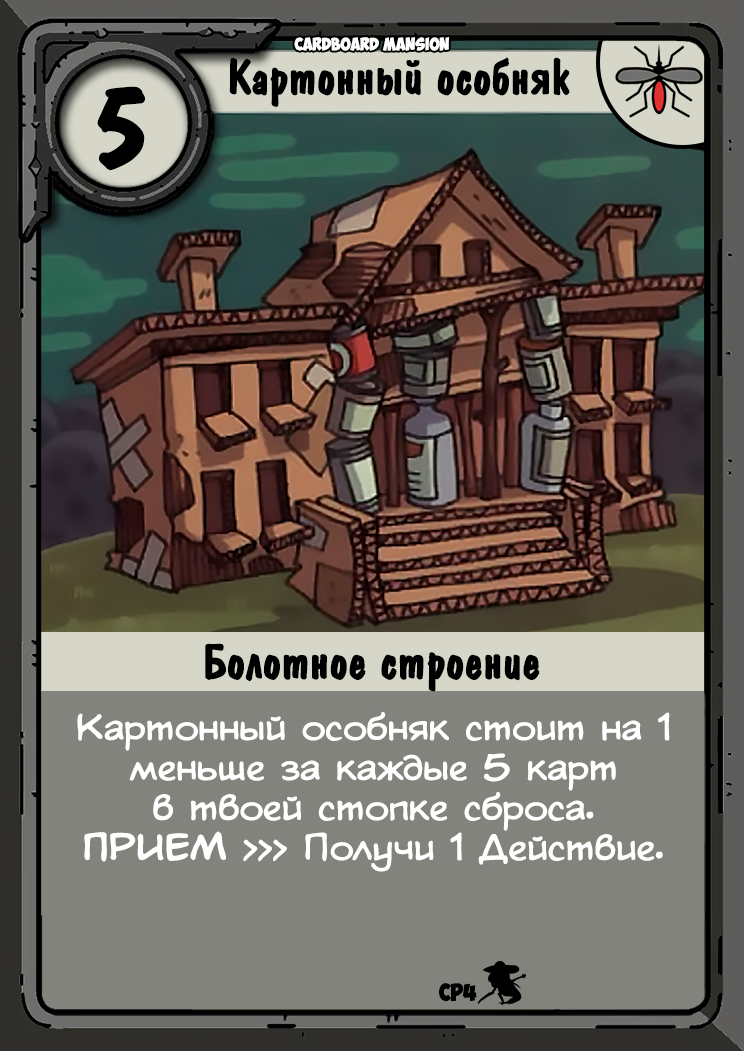 CARDBOARD MANSION
5
Картонный особняк
Болотное строение
Картонный особняк стоит на 1
меньше за каждые 5 карт
в твоей стопке сброса.
ПРИЕМ >>> Получи 1 Действие.
CP4